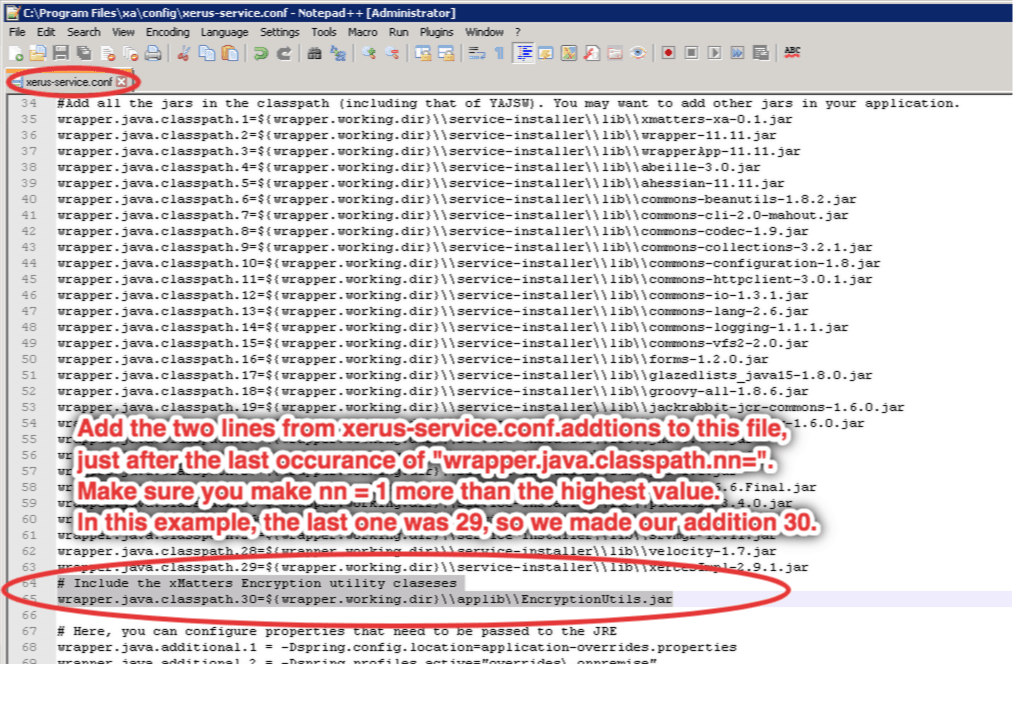 C:\Program Files\xa\config\xerus-service.conf - Notepad++ [Administrator]
File Edit Search View Encoding Language Settings Tools Macro Run Plugins Window ?
ABC
xerus-service.conf
34 #Add all the jars in the classpath (including that of YAJSW). You may want to add other jars in your application.
35 wrapper.java.classpath.1=${wrapper.working.dir}\\service-installer\\lib\\xmatters-xa-0.1.jar
36 wrapper.java.classpath.2=${wrapper.working.dir}\\service-installer\\lib\\wrapper-11.11.jar
37 wrapper.java.classpath.3=${wrapper.working.dir}\\service-installer\\lib\\wrapperApp-11.11.jar
38 wrapper.java.classpath.4=${wrapper.working.dir}\\service-installer\\lib\\abeille-3.0.jar
39 wrapper.java.classpath.5=${wrapper.working.dir}\\service-installer\\lib\\ahessian-11.11.jar
40 wrapper.java.classpath.6=${wrapper.working.dir}\\service-installer\\lib\\commons-beanutils-1.8.2.jar
41 wrapper.java.classpath.7=${wrapper.working.dir}\\service-installer\\lib\\commons-cli-2.0-mahout.jar
42 wrapper.java.classpath.8=${wrapper.working.dir}\\service-installer\\lib\\commons-codec-1.9.jar
43 wrapper.java.classpath.9=${wrapper.working.dir}\\service-installer\\lib\\commons-collections-3.2.1.jar
44 wrapper.java.classpath.10=${wrapper.working.dir}\\service-installer\\lib\\commons-configuration-1.8.jar
45 wrapper.java.classpath.11=${wrapper.working.dir}\\service-installer\\lib\\commons-httpclient-3.0.1.jar
46 wrapper.java.classpath.12=${wrapper.working.dir}\\service-installer\\lib\\commons-io-1.3.1.jar
47 wrapper.java.classpath.13=${wrapper.working.dir}\\service-installer\\lib\\commons-lang-2.6.jar
48 wrapper.java.classpath.14=${wrapper.working.dir}\\service-installer\\lib\\commons-logging-1.1.1.jar
49 wrapper.java.classpath.15=${wrapper.working.dir}\\service-installer\\lib\\commons-vfs2-2.0.jar
50 wrapper.java.classpath.16=${wrapper.working.dir}\\service-installer\\lib\\forms-1.2.0.jar
51 wrapper.java.classpath.17=${wrapper.working.dir}\\service-installer\\lib\\glazedlists_java15-1.8.0.jar
52 wrapper.java.classpath.18=${wrapper.working.dir}\\service-installer\\lib\\groovy-all-1.8.6.jar
53 wrapper.java.classpath.19=${wrapper.working.dir}\\service-installer\\lib\\jackrabbit-jcr-commons-1.6.0.jar
54
Add the two lines from xerus-service.conf.addtions to this file,
55
just after the last occurance of "wrapper.java.classpath.nn=".
56
57
58
Make sure you make nn = 1 more than the highest value.
59
60
In this example, the last one was 29, so we made our addition 30.
61
62 wrapper.java.classpath.28=${wrapper.working.dir}\\service-installer\\lib\\velocity-1.7.jar
63 wrapper.java.classpath.29=${wrapper.working.dir}\\service-installer\\lib\\xercesImpl-2.9.1.jar
64 # Include the xMatters Encryption utility claseses
65 wrapper.java.classpath.30=${wrapper.working.dir}\\applib\\EncryptionUtils.jar
66
67 # Here, you can configure properties that need to be passed to the JRE
68 wrapper.java.additional.1 = -Dspring.config.location=application-overrides.properties
69 wrapper.java.additional.2 = -Dspring.profiles.active="overrides\,onpremise"